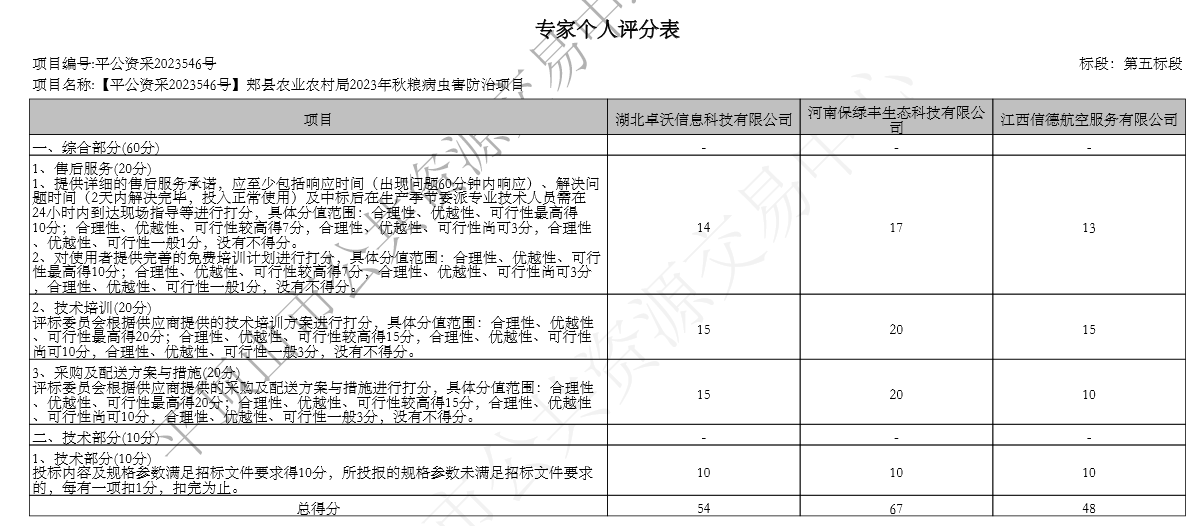 专家个人评分表
项目编号:平公资采2023546号
标段：第五标段
项目名称:【平公资采2023546号】郏县农业农村局2023年秋粮病虫害防治项目
项目 湖北卓沃信息科技有限公司 河南保绿丰生态科技有限公
司 江西信德航空服务有限公司
一、综合部分(60分) - - -
1、售后服务(20分)
1、提供详细的售后服务承诺，应至少包括响应时间（出现问题60分钟内响应）、解决问
题时间（2天内解决完毕，投入正常使用）及中标后在生产季节委派专业技术人员需在
24小时内到达现场指导等进行打分，具体分值范围：合理性、优越性、可行性最高得
10分；合理性、优越性、可行性较高得7分，合理性、优越性、可行性尚可3分，合理性
、优越性、可行性一般1分，没有不得分。
2、对使用者提供完善的免费培训计划进行打分，具体分值范围：合理性、优越性、可行
性最高得10分；合理性、优越性、可行性较高得7分，合理性、优越性、可行性尚可3分
，合理性、优越性、可行性一般1分，没有不得分。
14 17 13
2、技术培训(20分)
评标委员会根据供应商提供的技术培训方案进行打分，具体分值范围：合理性、优越性
、可行性最高得20分；合理性、优越性、可行性较高得15分，合理性、优越性、可行性
尚可10分，合理性、优越性、可行性一般3分，没有不得分。
15 20 15
3、采购及配送方案与措施(20分)
评标委员会根据供应商提供的采购及配送方案与措施进行打分，具体分值范围：合理性
、优越性、可行性最高得20分；合理性、优越性、可行性较高得15分，合理性、优越性
、可行性尚可10分，合理性、优越性、可行性一般3分，没有不得分。
15 20 10
二、技术部分(10分) - - -
1、技术部分(10分)
投标内容及规格参数满足招标文件要求得10分，所投报的规格参数未满足招标文件要求
的，每有一项扣1分，扣完为止。
10 10 10
总得分 54 67 48